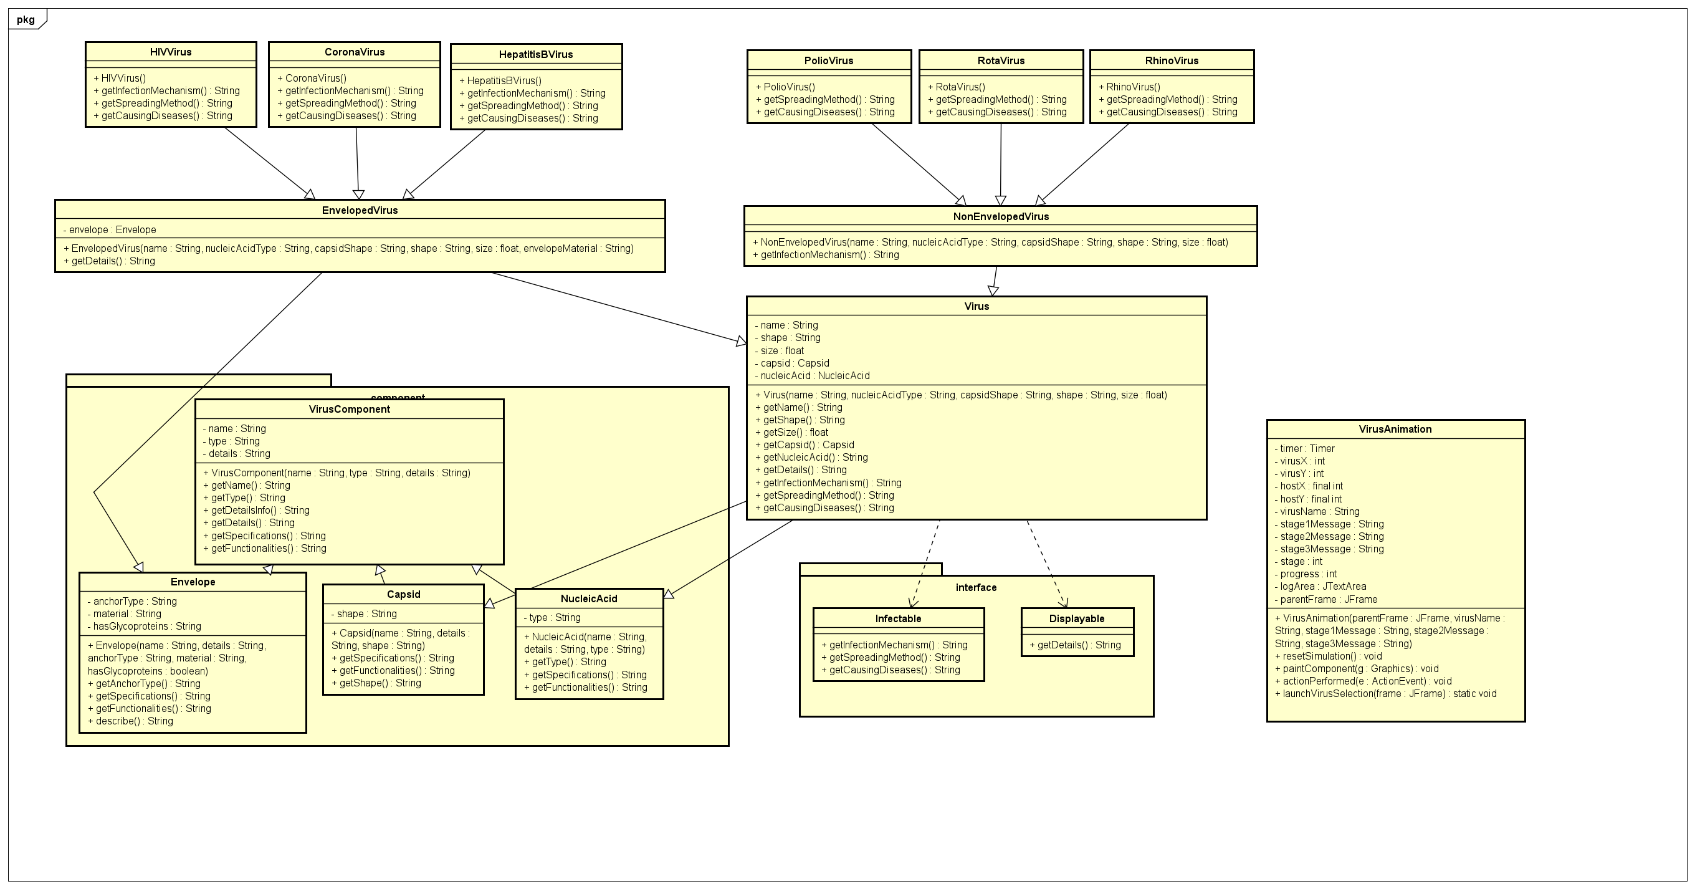 pkg
HIVVirus
+ HIVVirus()
+ getInfectionMechanism() : String
+ getSpreadingMethod() : String
+ getCausingDiseases() : String
CoronaVirus
+ CoronaVirus()
+ getInfectionMechanism() : String
+ getSpreadingMethod() : String
+ getCausingDiseases() : String
HepatitisBVirus
+ HepatitisBVirus()
+ getInfectionMechanism() : String
+ getSpreadingMethod() : String
+ getCausingDiseases() : String
PolioVirus
+ PolioVirus()
+ getSpreadingMethod() : String
+ getCausingDiseases() : String
RotaVirus
+ RotaVirus()
+ getSpreadingMethod() : String
+ getCausingDiseases() : String
RhinoVirus
+ RhinoVirus()
+ getSpreadingMethod() : String
+ getCausingDiseases() : String
EnvelopedVirus
- envelope : Envelope
+ EnvelopedVirus(name : String, nucleicAcidType : String, capsidShape : String, shape : String, size : float, envelopeMaterial : String)
+ getDetails() : String
NonEnvelopedVirus
+ NonEnvelopedVirus(name : String, nucleicAcidType : String, capsidShape : String, shape : String, size : float)
+ getInfectionMechanism() : String
Virus
- name : String
- shape : String
- size : float
- capsid : Capsid
- nucleicAcid : NucleicAcid
+ Virus(name : String, nucleicAcidType : String, capsidShape : String, shape : String, size : float)
+ getName() : String
+ getShape() : String
+ getSize() : float
+ getCapsid() : Capsid
+ getNucleicAcid() : String
+ getDetails() : String
+ getInfectionMechanism() : String
+ getSpreadingMethod() : String
+ getCausingDiseases() : String
component
VirusComponent
- name : String
- type : String
- details : String
+ VirusComponent(name : String, type : String, details : String)
+ getName() : String
+ getType() : String
+ getDetailsInfo() : String
+ getDetails() : String
+ getSpecifications() : String
+ getFunctionalities() : String
Envelope
- anchorType : String
- material : String
- hasGlycoproteins : String
+ Envelope(name : String, details : String,
anchorType : String, material : String,
hasGlycoproteins : boolean)
+ getAnchorType() : String
+ getSpecifications() : String
+ getFunctionalities() : String
+ describe() : String
Capsid
- shape : String
+ Capsid(name : String, details :
String, shape : String)
+ getSpecifications() : String
+ getFunctionalities() : String
+ getShape() : String
NucleicAcid
- type : String
+ NucleicAcid(name : String,
details : String, type : String)
+ getType() : String
+ getSpecifications() : String
+ getFunctionalities() : String
interface
Infectable
+ getInfectionMechanism() : String
+ getSpreadingMethod() : String
+ getCausingDiseases() : String
Displayable
+ getDetails() : String
VirusAnimation
- timer : Timer
- virusX : int
- virusY : int
- hostX : final int
- hostY : final int
- virusName : String
- stage1Message : String
- stage2Message : String
- stage3Message : String
- stage : int
- progress : int
- logArea : JTextArea
- parentFrame : JFrame
+ VirusAnimation(parentFrame : JFrame, virusName :
String, stage1Message : String, stage2Message :
String, stage3Message : String)
+ resetSimulation() : void
+ paintComponent(g : Graphics) : void
+ actionPerformed(e : ActionEvent) : void
+ launchVirusSelection(frame : JFrame) : static void